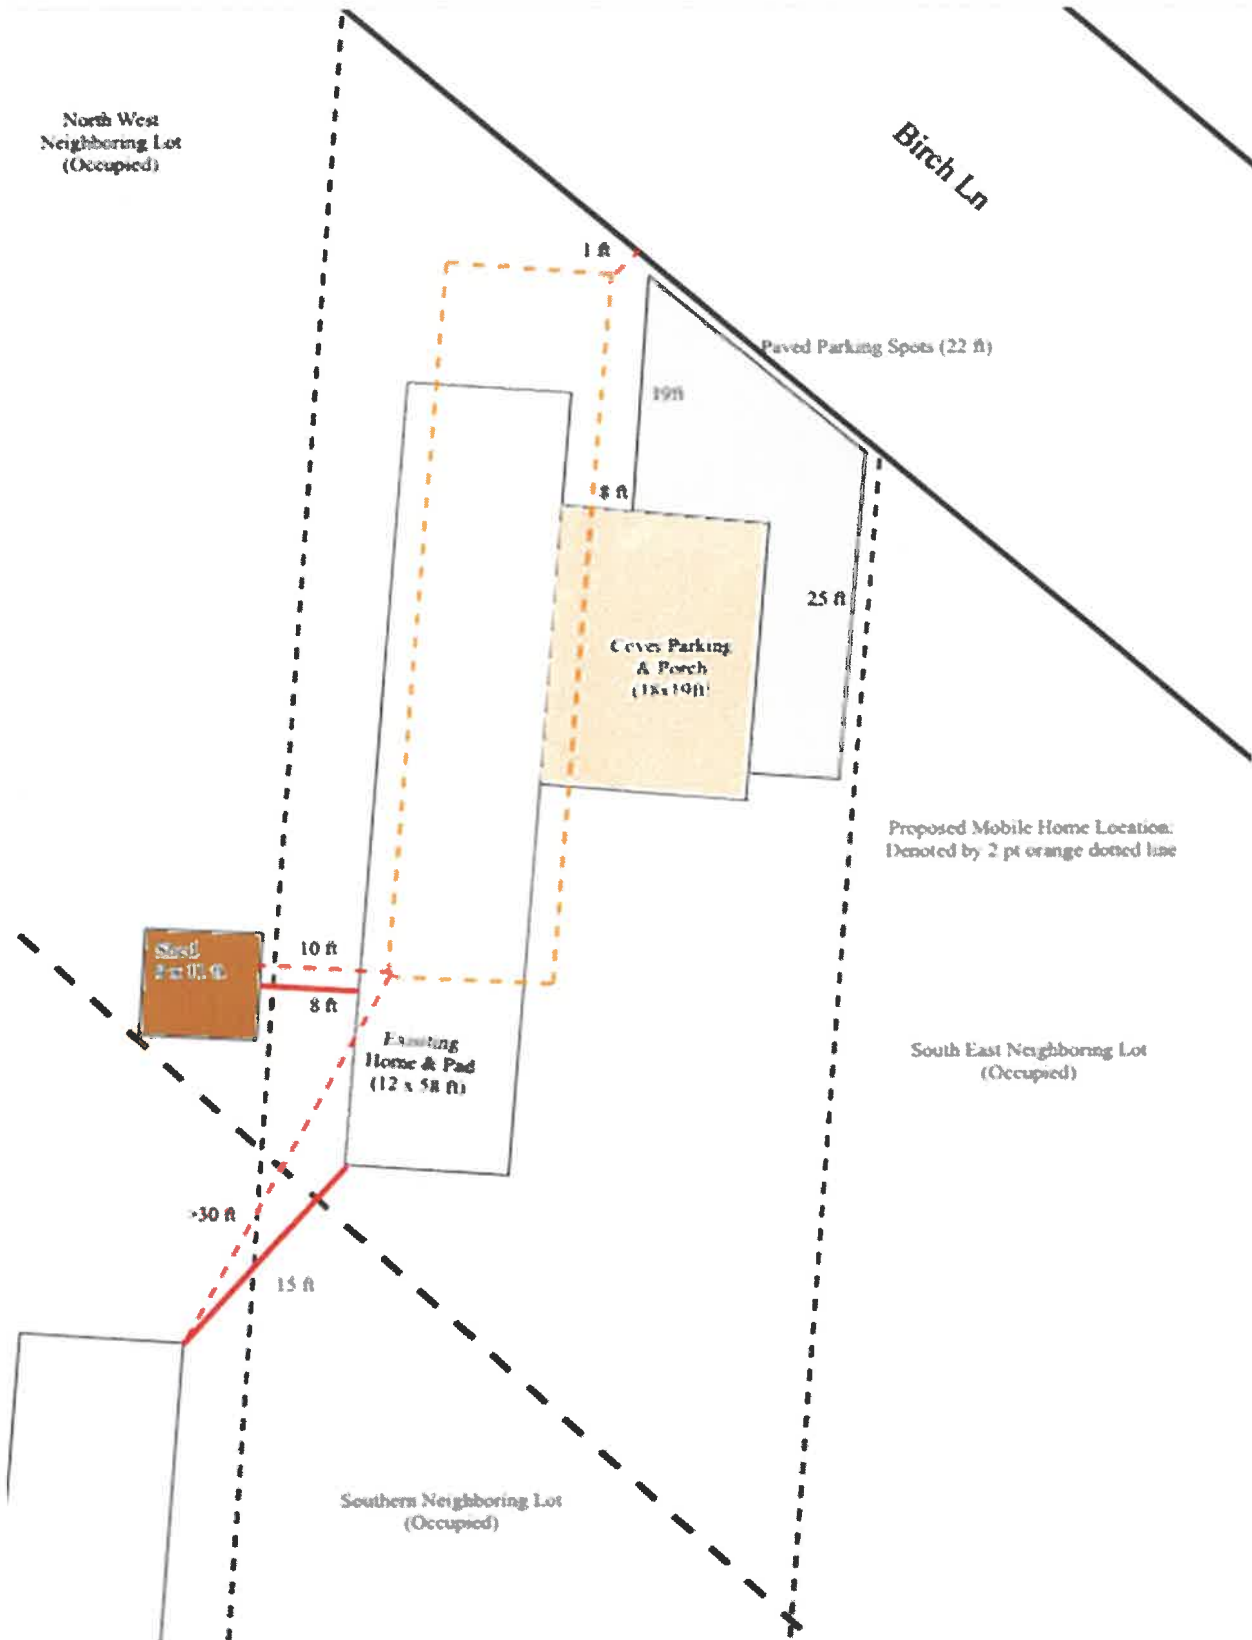 North West
Neighboring Lot
(Occupied)
Birch Ln
1 ft
Paved Parking Spots (22 ft)
19ft
8 ft
25 ft
Cover Parking
& Porch
(18x19ft)
Proposed Mobile Home Location:
Denoted by 2 pt orange dotted line
Shed
10 ft
8 ft
Existing
Home & Pad
(12 x 58 ft)
South East Neighboring Lot
(Occupied)
>30 ft
15 ft
Southern Neighboring Lot
(Occupied)